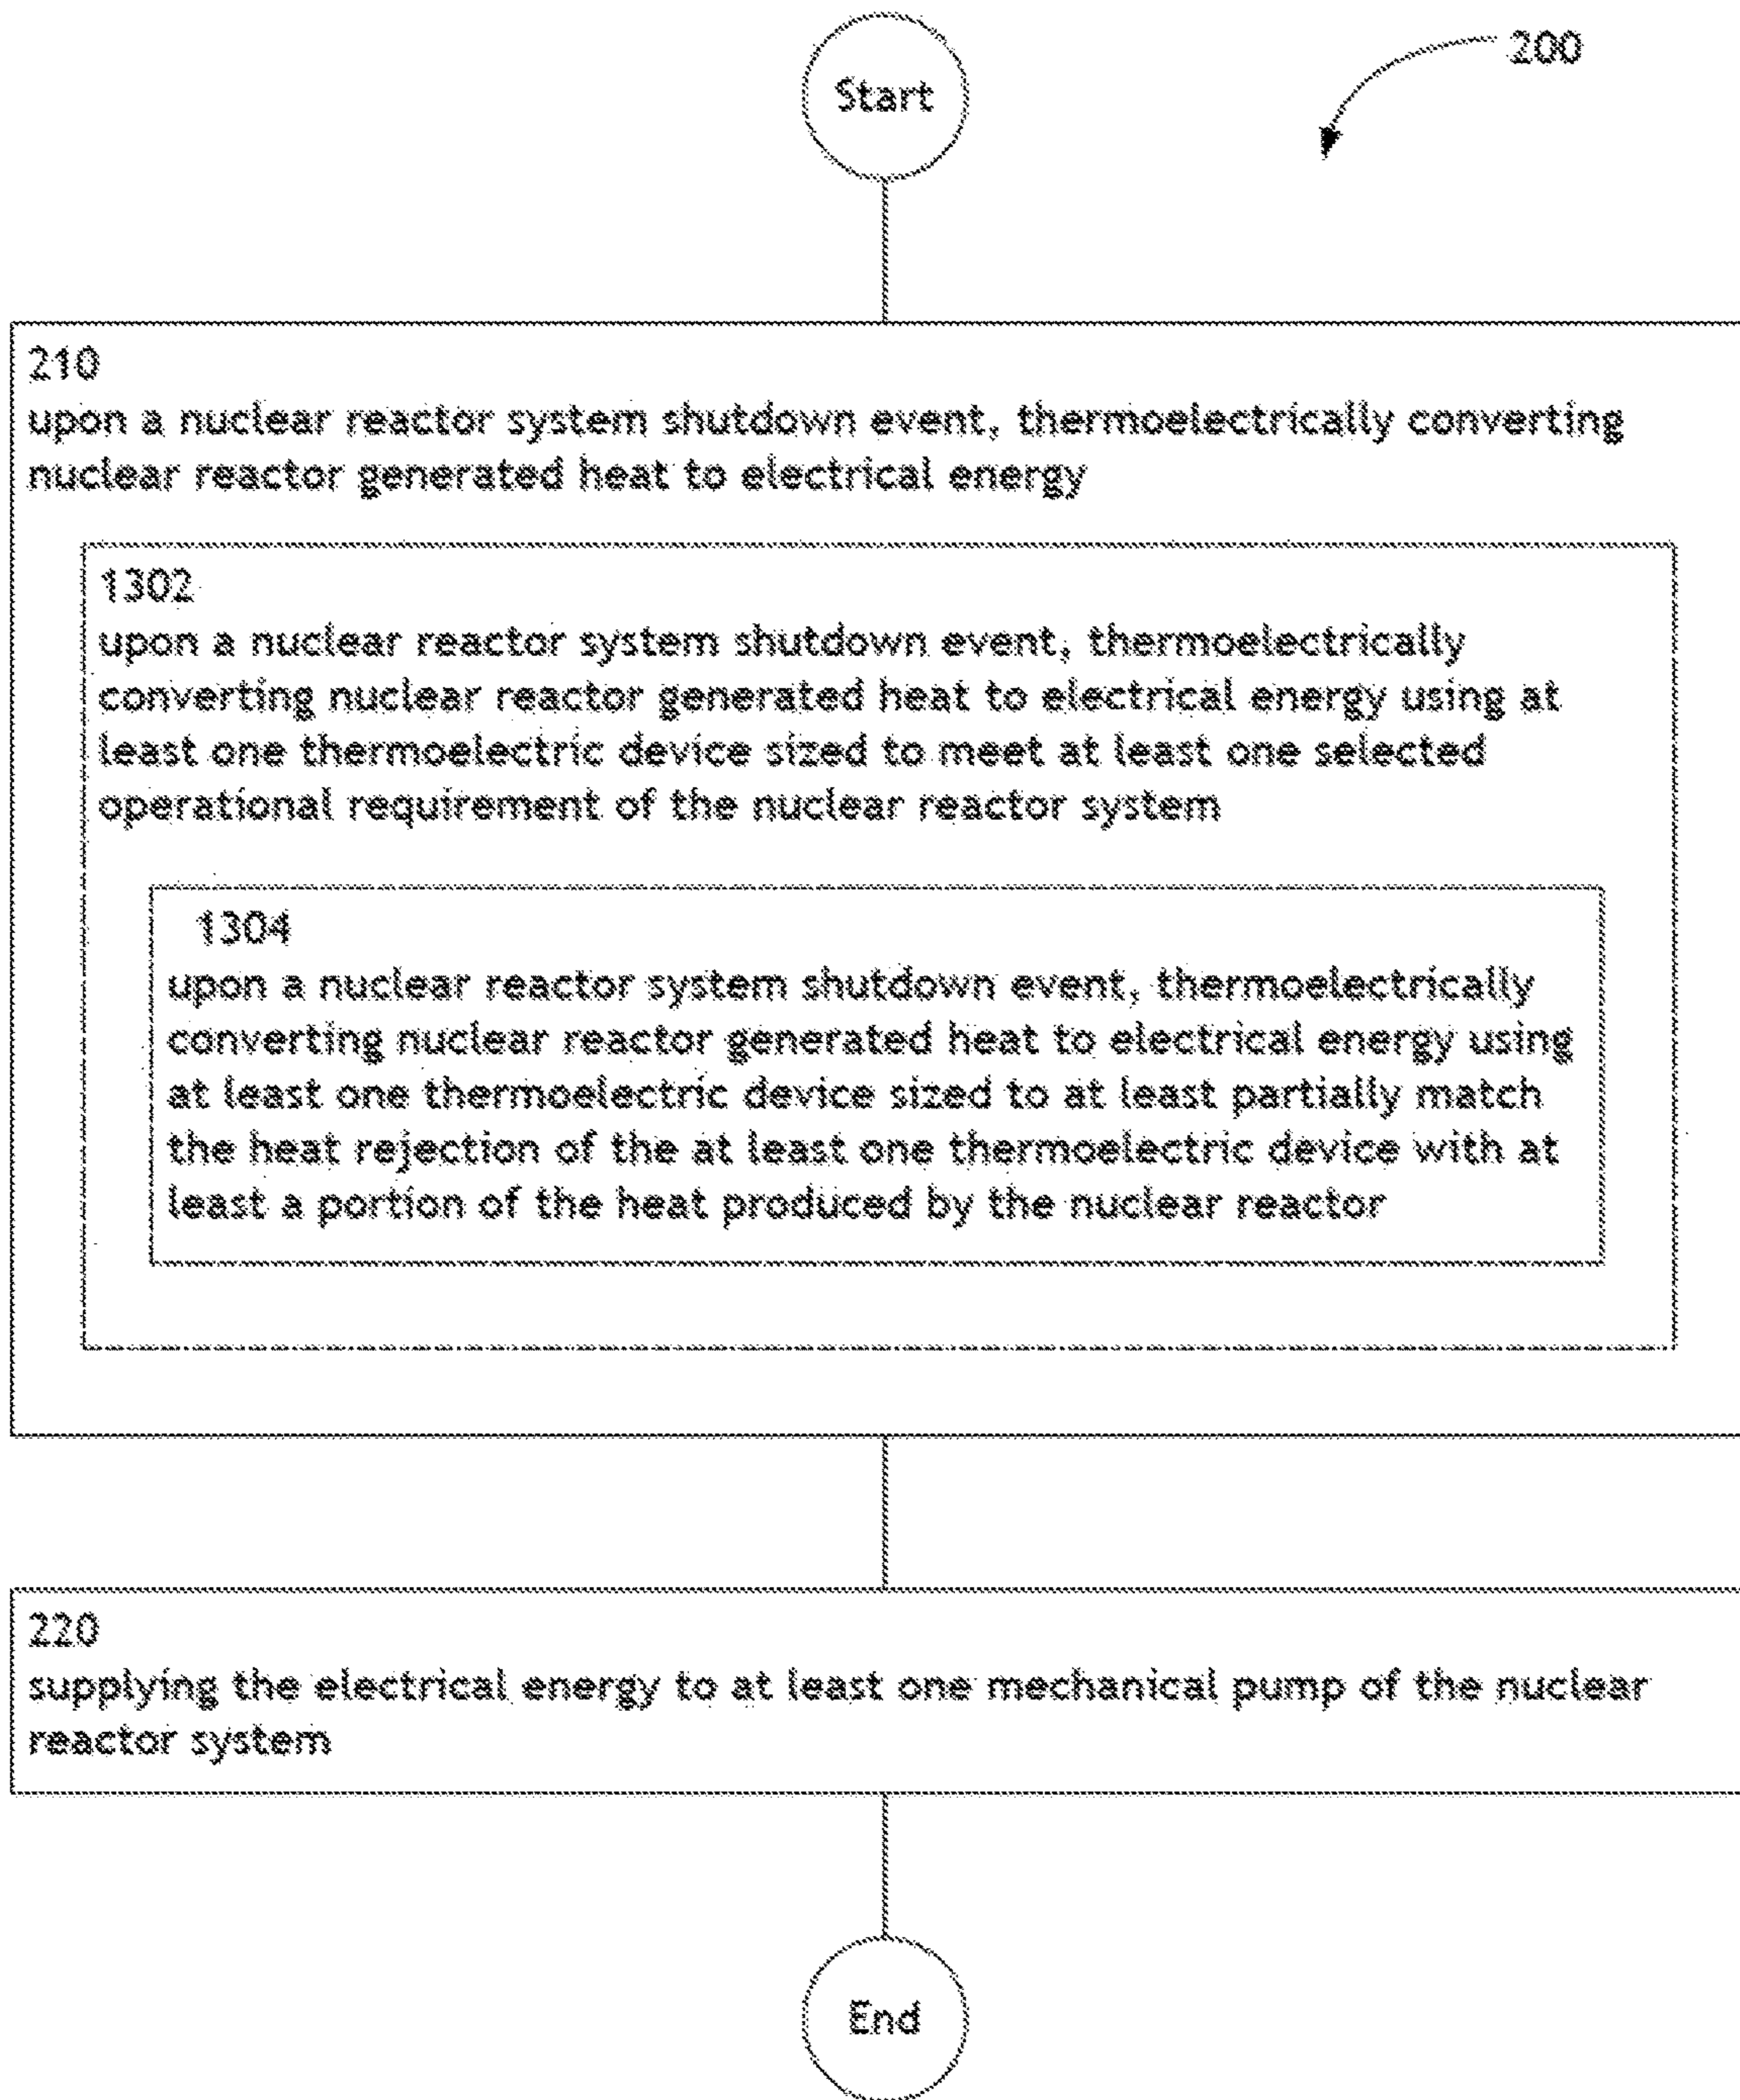 Start
200
210
upon a nuclear reactor system shutdown event, thermoelectrically converting
nuclear reactor generated heat to electrical energy
1302
upon a nuclear reactor system shutdown event, thermoelectrically
converting nuclear reactor generated heat to electrical energy using at
least one thermoelectric device sized to meet at least one selected
operational requirement of the nuclear reactor system
1304
upon a nuclear reactor system shutdown event, thermoelectrically
converting nuclear reactor generated heat to electrical energy using
at least one thermoelectric device sized to at least partially match
the heat rejection of the at least one thermoelectric device with at
least a portion of the heat produced by the nuclear reactor
220
supplying the electrical energy to at least one mechanical pump of the nuclear
reactor system
End